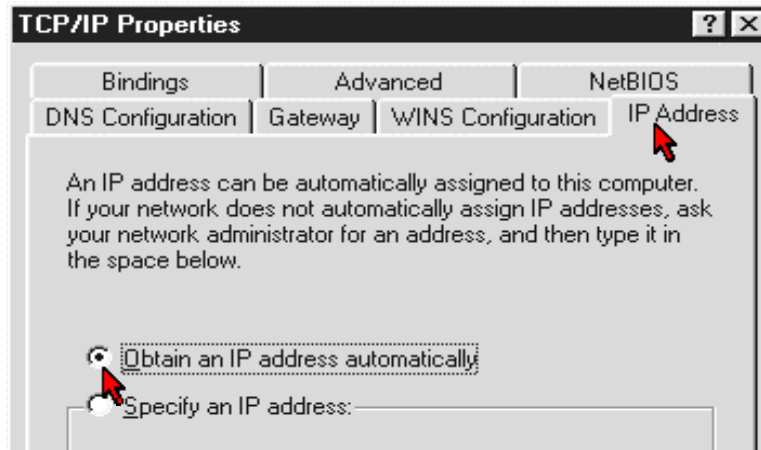 TCP/IP Properties
Bindings Advanced NetBIOS
DNS Configuration Gateway WINS Configuration IP Address
An IP address can be automatically assigned to this computer.
If your network does not automatically assign IP addresses, ask
your network administrator for an address, and then type it in
the space below.
Obtain an IP address automatically
Specify an IP address: